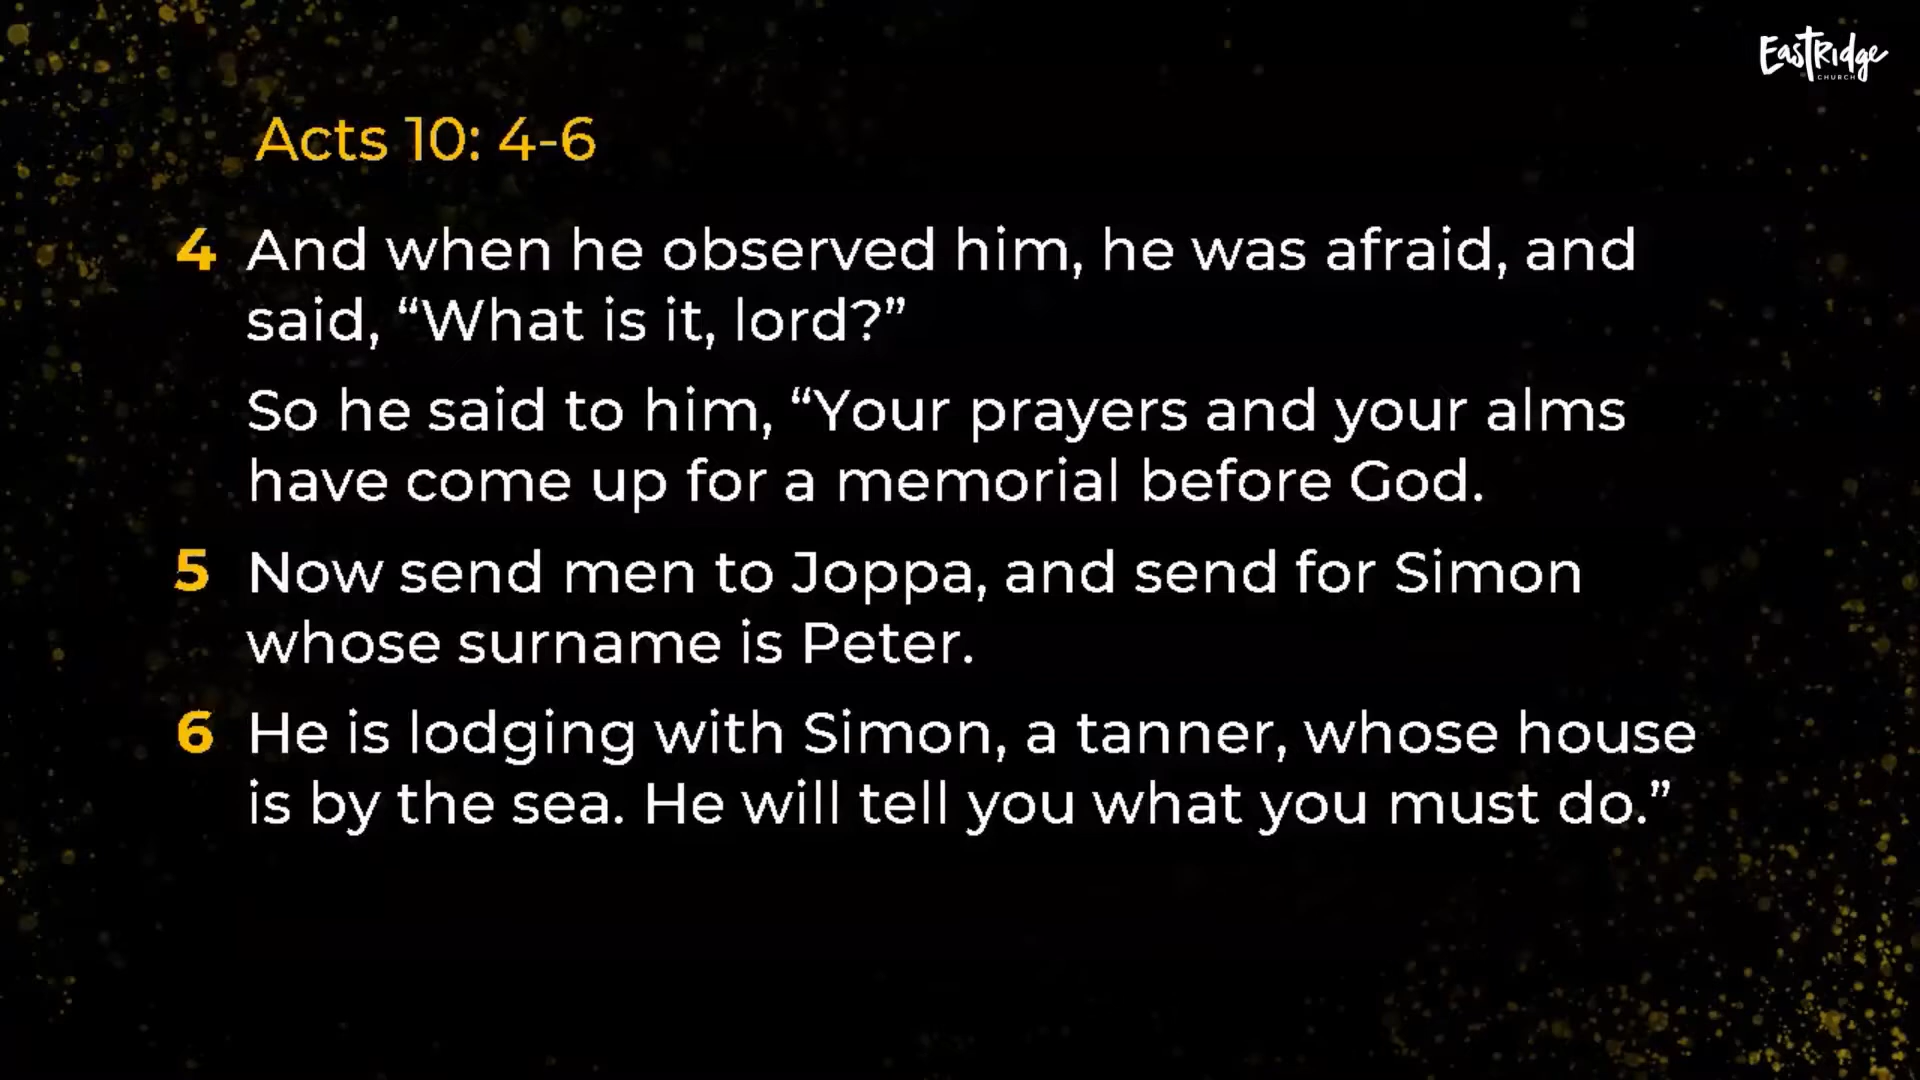 EastRidge
CHURCH
Acts 10: 4-6
4 And when he observed him, he was afraid, and
said, “What is it, lord?”
So he said to him, “Your prayers and your alms
have come up for a memorial before God.
5 Now send men to Joppa, and send for Simon
whose surname is Peter.
6 He is lodging with Simon, a tanner, whose house
is by the sea. He will tell you what you must do.”